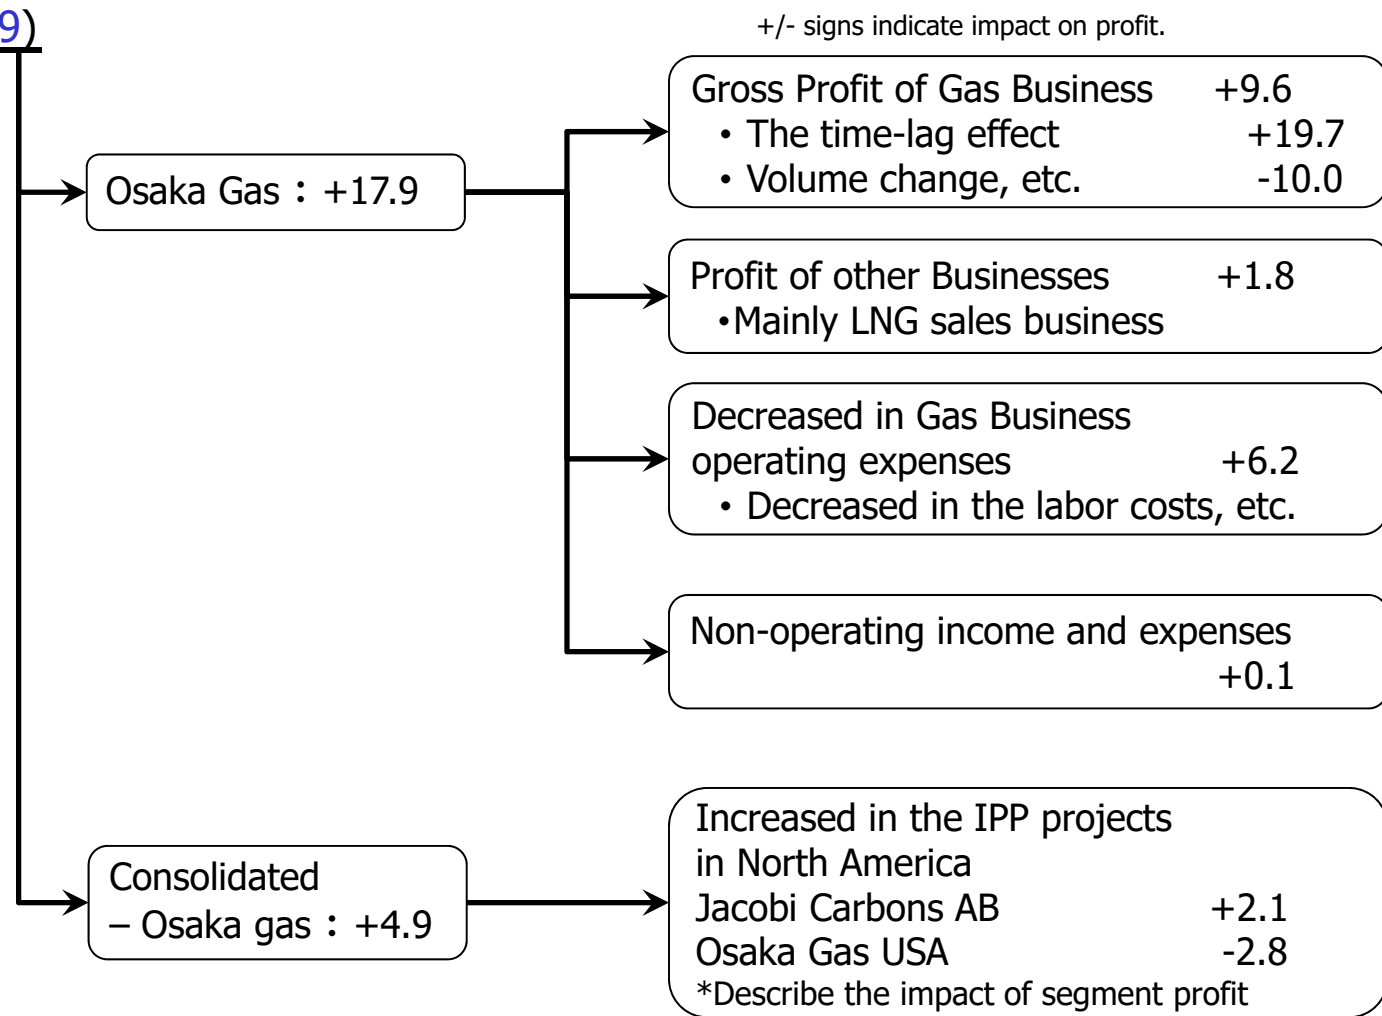 9)
+/- signs indicate impact on profit.
Gross Profit of Gas Business +9.6
• The time-lag effect +19.7
• Volume change, etc. -10.0
Osaka Gas：+17.9
Profit of other Businesses +1.8
•Mainly LNG sales business
Decreased in Gas Business
operating expenses +6.2
• Decreased in the labor costs, etc.
Non-operating income and expenses
+0.1
Consolidated
– Osaka gas：+4.9
Increased in the IPP projects
in North America
Jacobi Carbons AB +2.1
Osaka Gas USA -2.8
*Describe the impact of segment profit